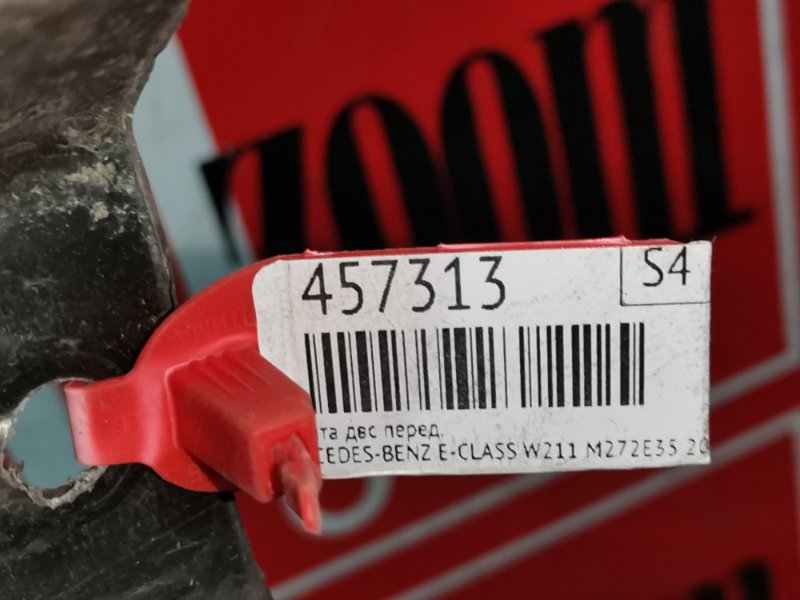 zoom
457313
S4
та двс перед.
CEDES-BENZ E-CLASS W211 M272E35 20